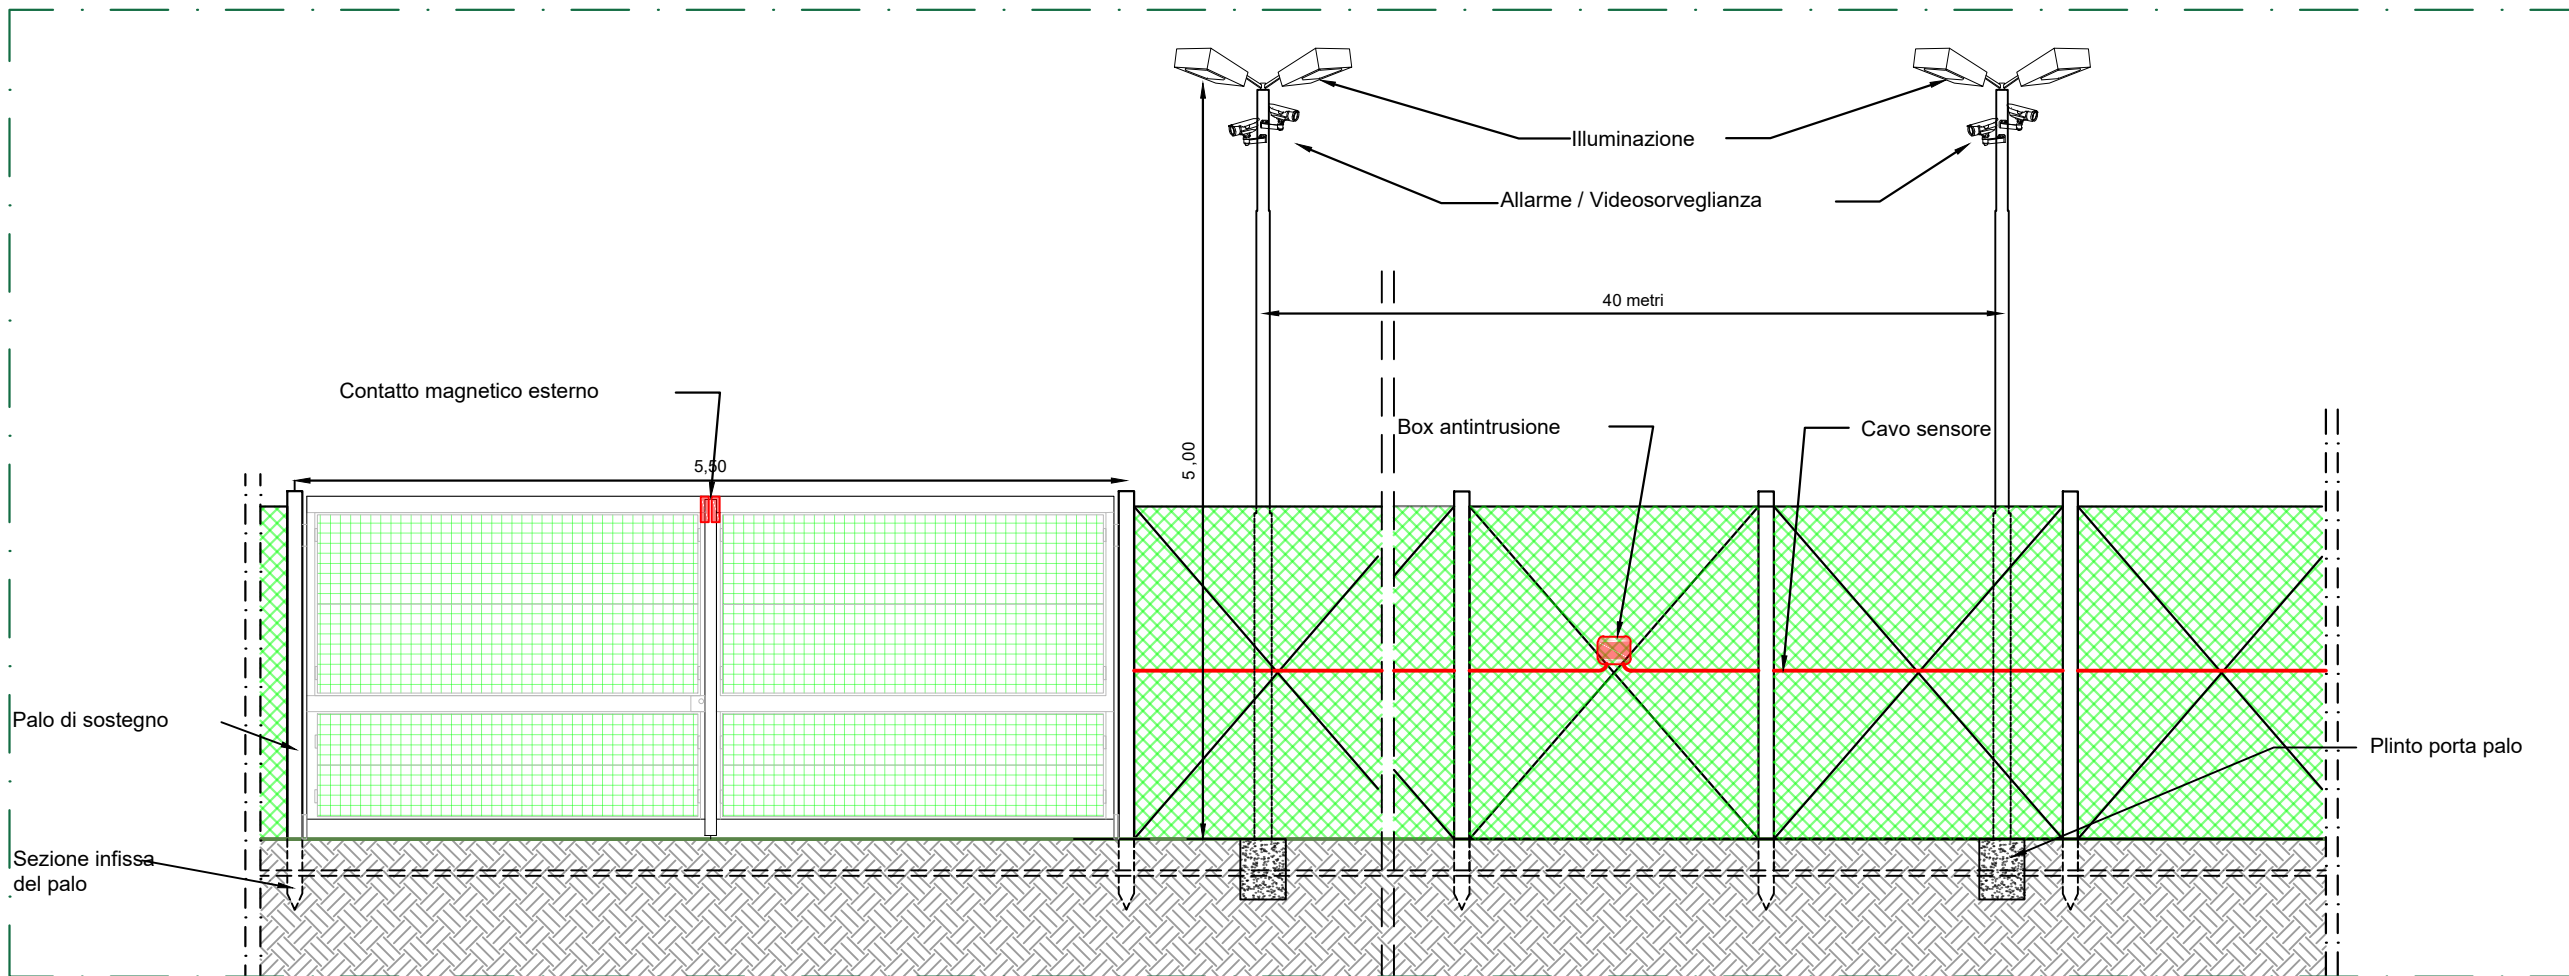 Illuminazione
Allarme / Videosorveglianza
40 metri
Contatto magnetico esterno
Box antintrusione
Cavo sensore
5,50
5,00
Palo di sostegno
Plinto porta palo
Sezione infissa
del palo